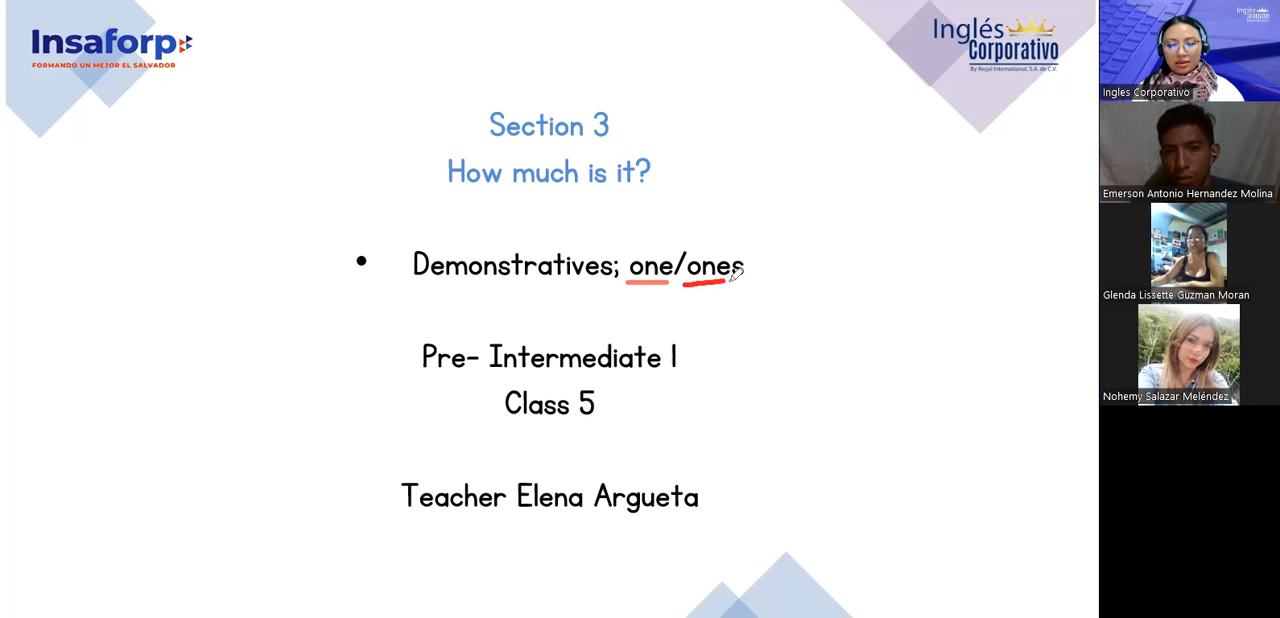 Insaforp
FORMANDO UN MEJOR EL SALVADOR
Inglés
Corporativo
By Regal International, S.A. de C.V.
Section 3
How much is it?
• Demonstratives; one/ones
Pre- Intermediate 1
Class 5
Teacher Elena Argueta
Inglés
Ingles Corporativo
Emerson Antonio Hernandez Molina
Glenda Lissette Guzman Moran
Nohemy Salazar Meléndez